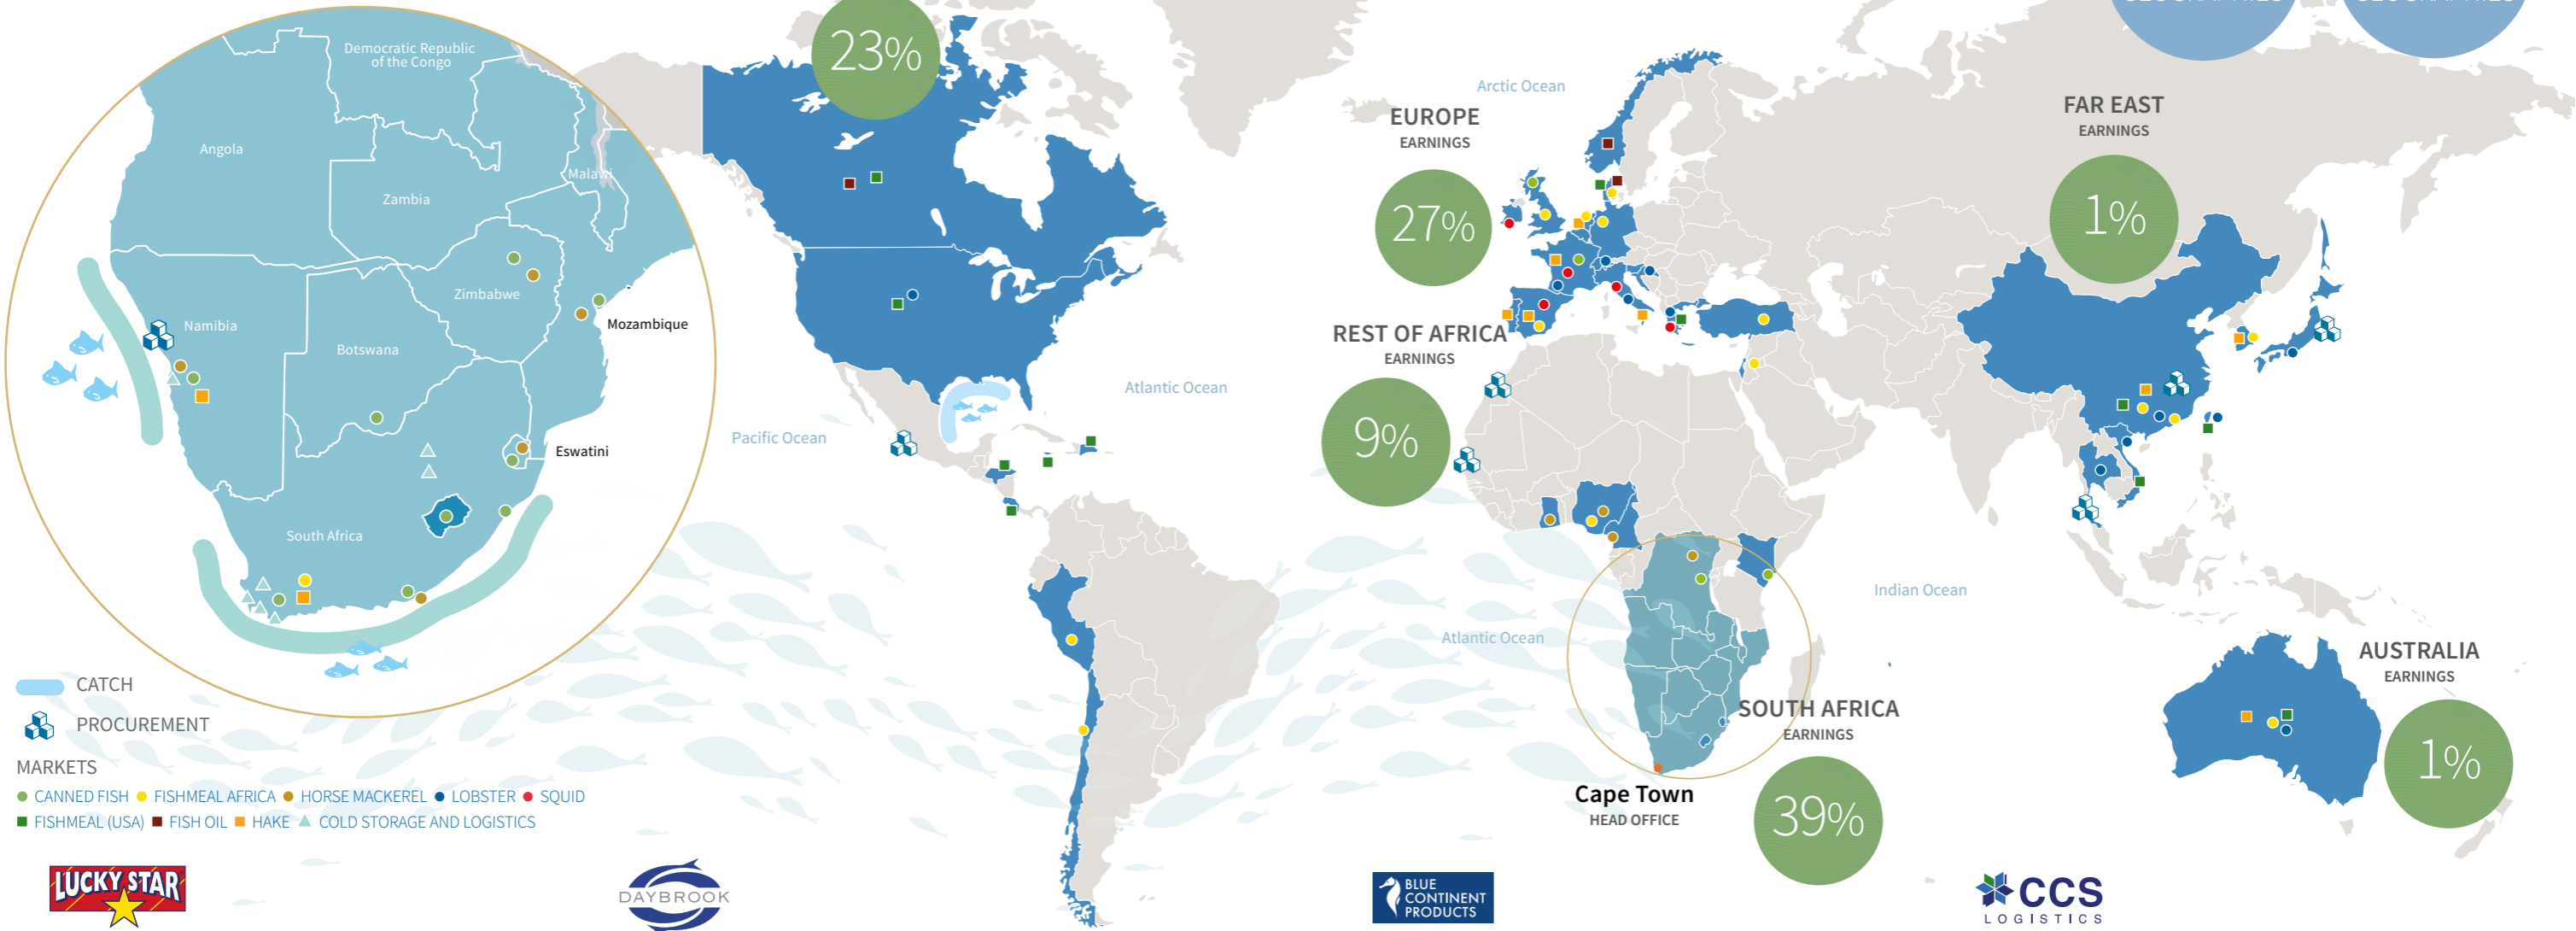 Democratic Republic
of the Congo
Angola
Zambia
Malawi
Zimbabwe
Mozambique
Namibia
Botswana
Eswatini
South Africa
CATCH
PROCUREMENT
MARKETS
CANNED FISH FISHMEAL AFRICA HORSE MACKEREL LOBSTER SQUID
FISHMEAL (USA) FISH OIL HAKE COLD STORAGE AND LOGISTICS
23%
Pacific Ocean
Atlantic Ocean
Arctic Ocean
EUROPE
EARNINGS
27%
REST OF AFRICA
EARNINGS
9%
FAR EAST
EARNINGS
1%
Atlantic Ocean
Indian Ocean
SOUTH AFRICA
EARNINGS
39%
Cape Town
HEAD OFFICE
AUSTRALIA
EARNINGS
1%
LUCKY STAR
DAYBROOK
BLUE
CONTINENT
PRODUCTS
CCS
LOGISTICS